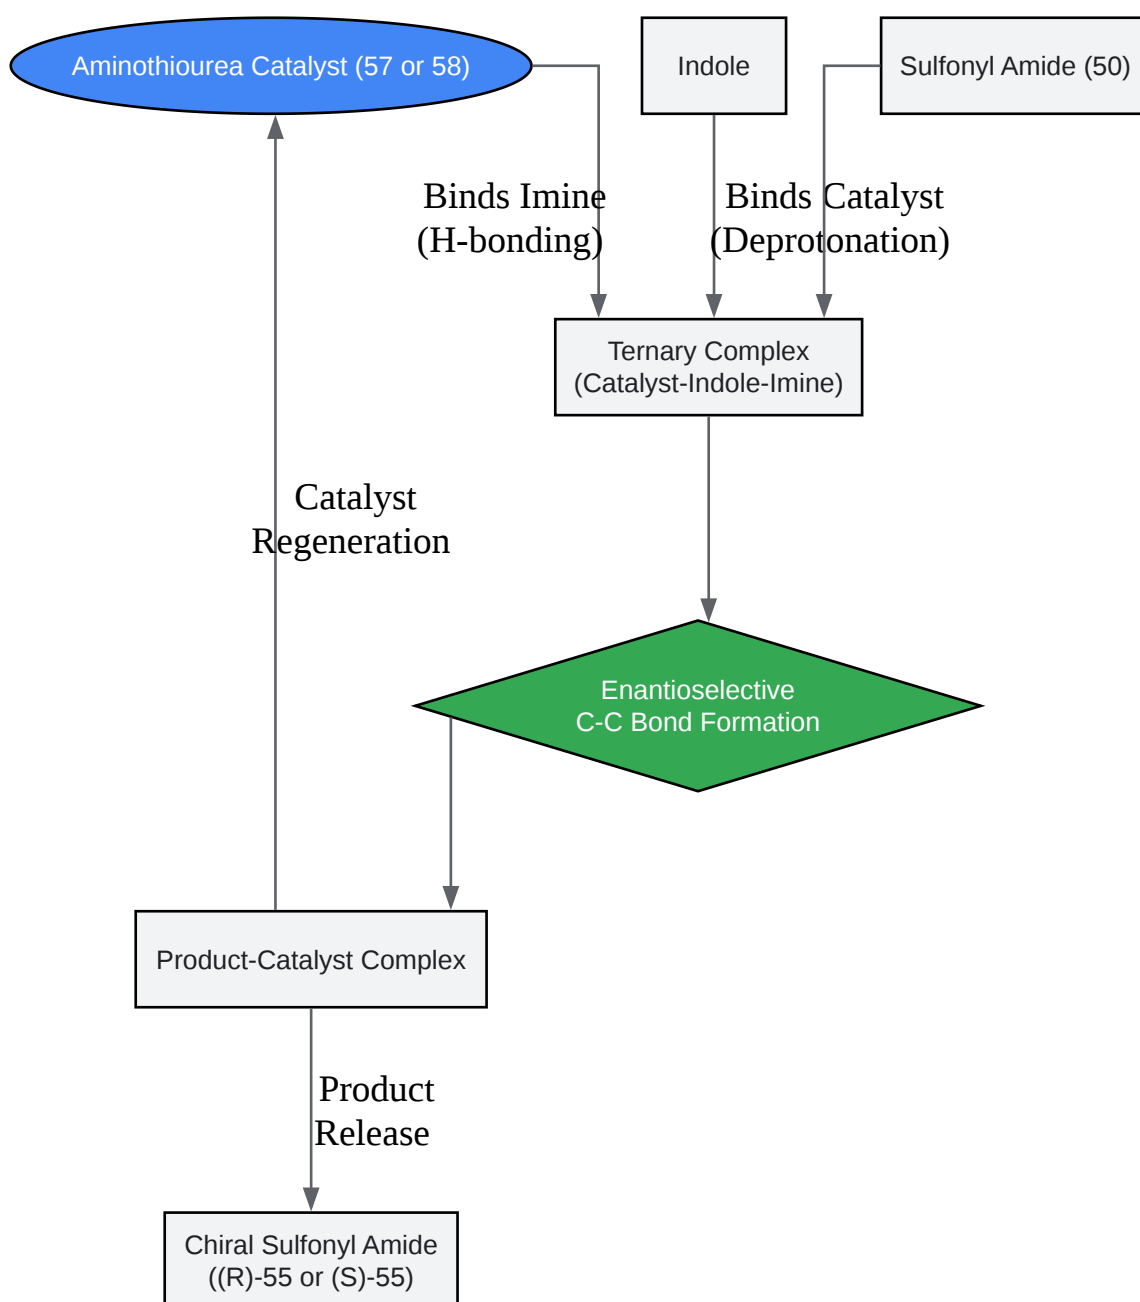 Aminothiourea Catalyst (57 or 58)
Indole
Sulfonyl Amide (50)
Binds Imine
(H-bonding)
Binds Catalyst
(Deprotonation)
Ternary Complex
(Catalyst-Indole-Imine)
Catalyst
Regeneration
Enantioselective
C-C Bond Formation
Product-Catalyst Complex
Product
Release
Chiral Sulfonyl Amide
((R)-55 or (S)-55)